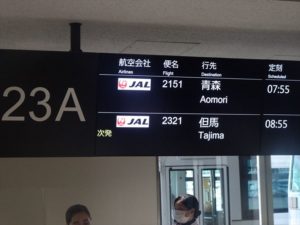 航空会社 便名 行先 定刻
Airlines Flight Destination Scheduled
23A
JAL 2151 青森 07:55
Aomori
JAL 2321 但馬 08:55
次発 Tajima